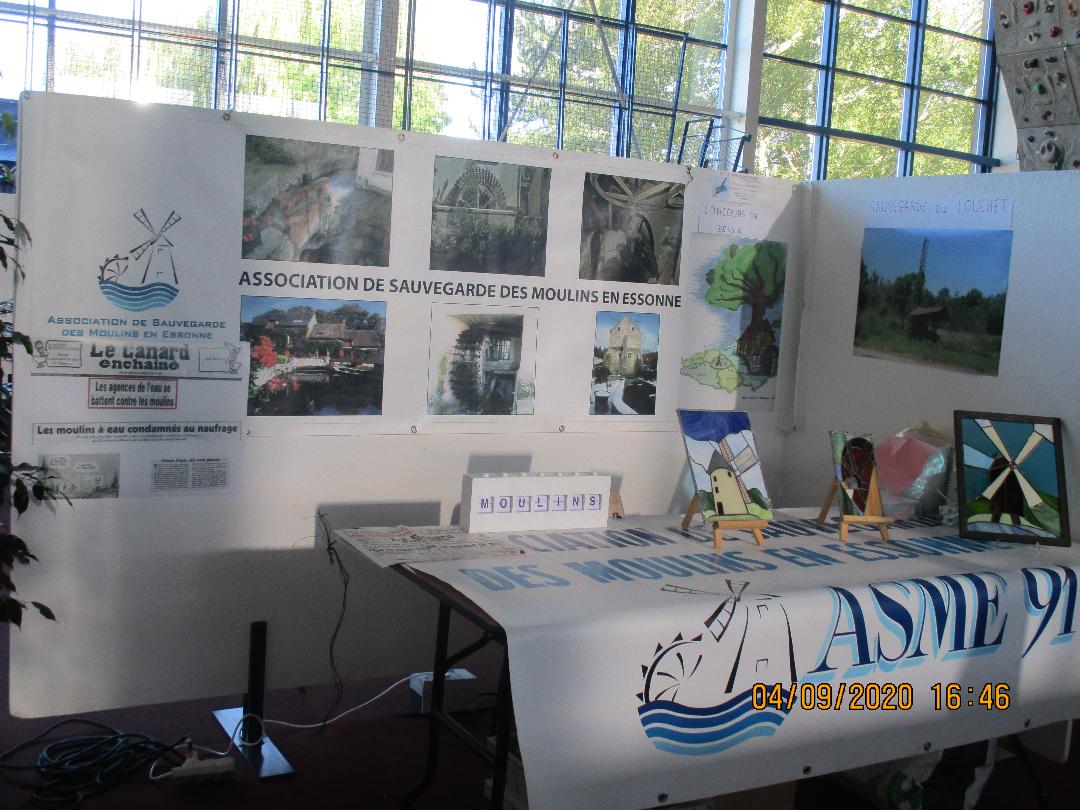 ASSOCIATION DE SAUVEGARDE
DES MOULINS EN ESSONNE
Le Canard
enchaîné
Les agences de l'eau se
battent contre les moulins
Les moulins à eau condamnés au naufrage
ASSOCIATION DE SAUVEGARDE DES MOULINS EN ESSONNE
CONCOURS DE
DESSIN
SAUVEGARDE DU LOUCHET
MOULINS
DES MOULINS EN ESSONNE
ASME 91
04/09/2020 16:46